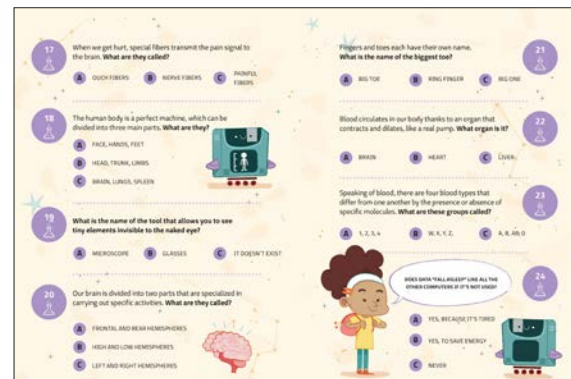 17
When we get hurt, special fibers transmit the pain signal to
the brain. What are they called?
A OUCH FIBERS
B NERVE FIBERS
C PAINFUL
FIBERS
18
The human body is a perfect machine, which can be
divided into three main parts. What are they?
A FACE, HANDS, FEET
B HEAD, TRUNK, LIMBS
C BRAIN, LUNGS, SPLEEN
19
What is the name of the tool that allows you to see
tiny elements invisible to the naked eye?
A MICROSCOPE
B GLASSES
C IT DOESN'T EXIST
20
Our brain is divided into two parts that are specialized in
carrying out specific activities. What are they called?
A FRONTAL AND REAR HEMISPHERES
B HIGH AND LOW HEMISPHERES
C LEFT AND RIGHT HEMISPHERES
21
Fingers and toes each have their own name.
What is the name of the biggest toe?
A BIG TOE
B RING FINGER
C BIG ONE
22
Blood circulates in our body thanks to an organ that
contracts and dilates, like a real pump. What organ is it?
A BRAIN
B HEART
C LIVER
23
Speaking of blood, there are four blood types that
differ from one another by the presence or absence of
specific molecules. What are these groups called?
A 1, 2, 3, 4
B W, X, Y, Z,
C A, B, AB, O
24
DOES DATA "FALL ASLEEP" LIKE ALL THE
OTHER COMPUTERS IF IT'S NOT USED?
A YES, BECAUSE IT'S TIRED
B YES, TO SAVE ENERGY
C NEVER